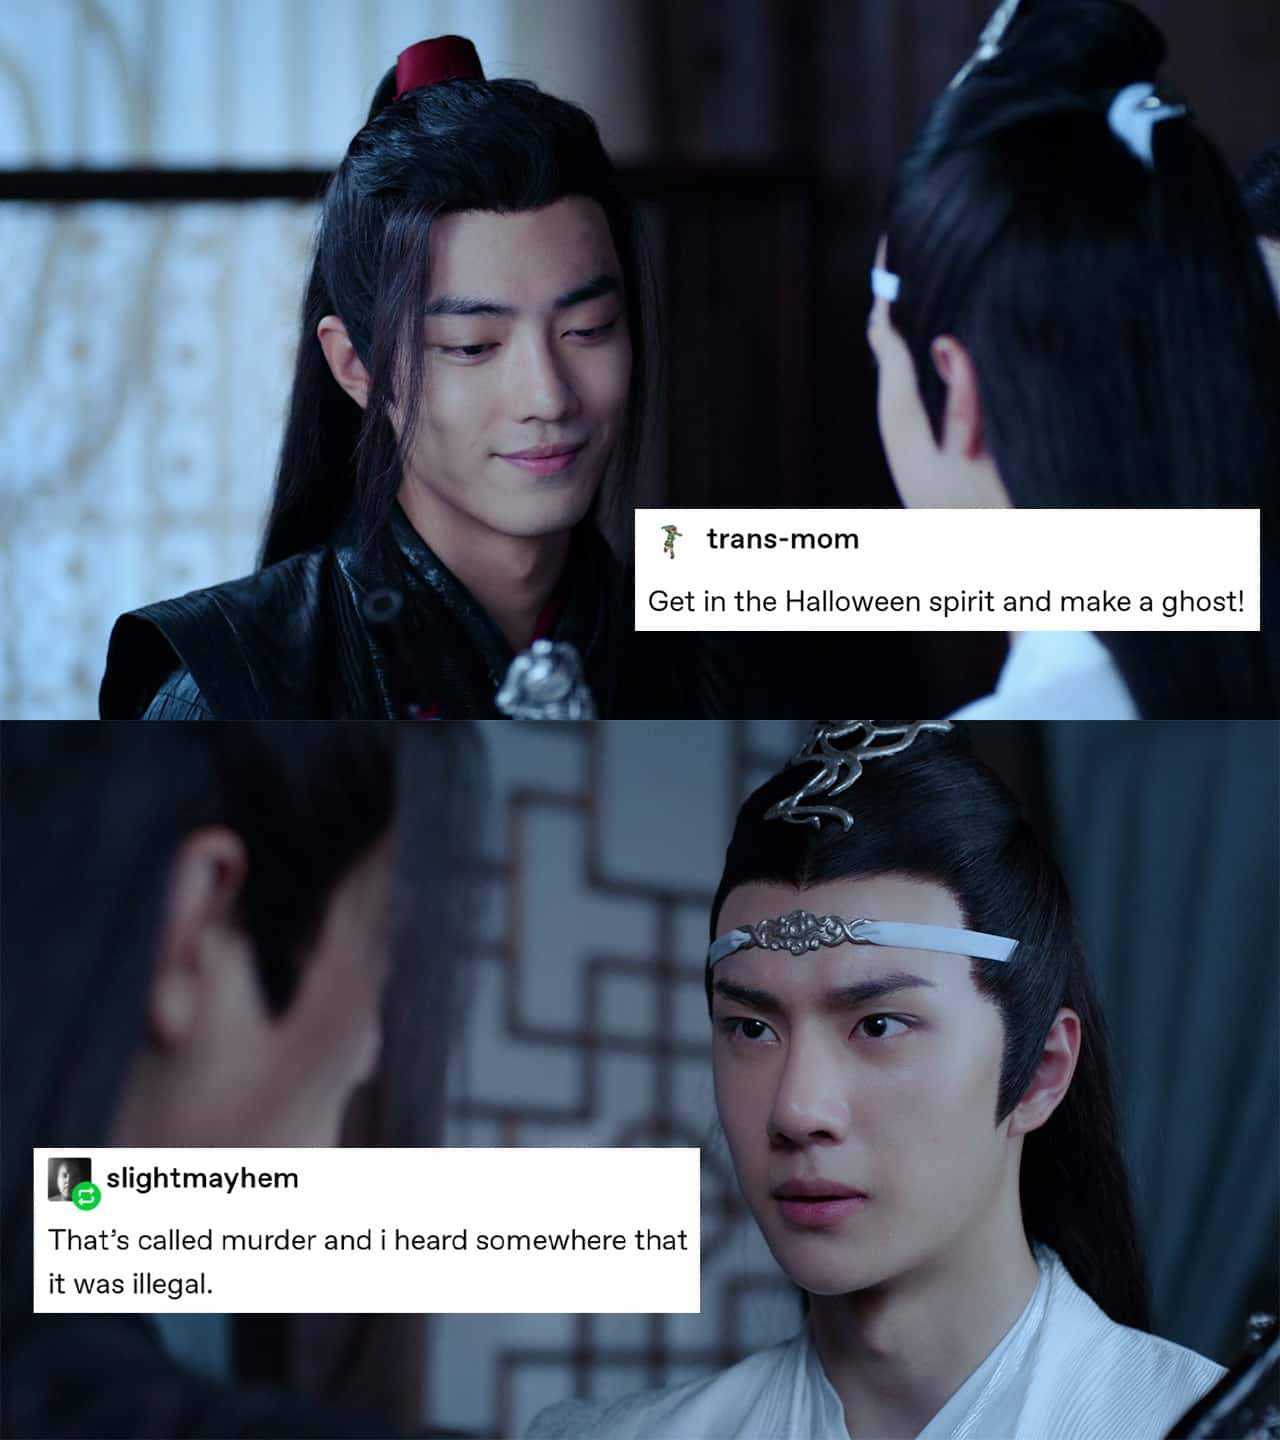 trans-mom
Get in the Halloween spirit and make a ghost!
slightmayhem
That's called murder and i heard somewhere that
it was illegal.